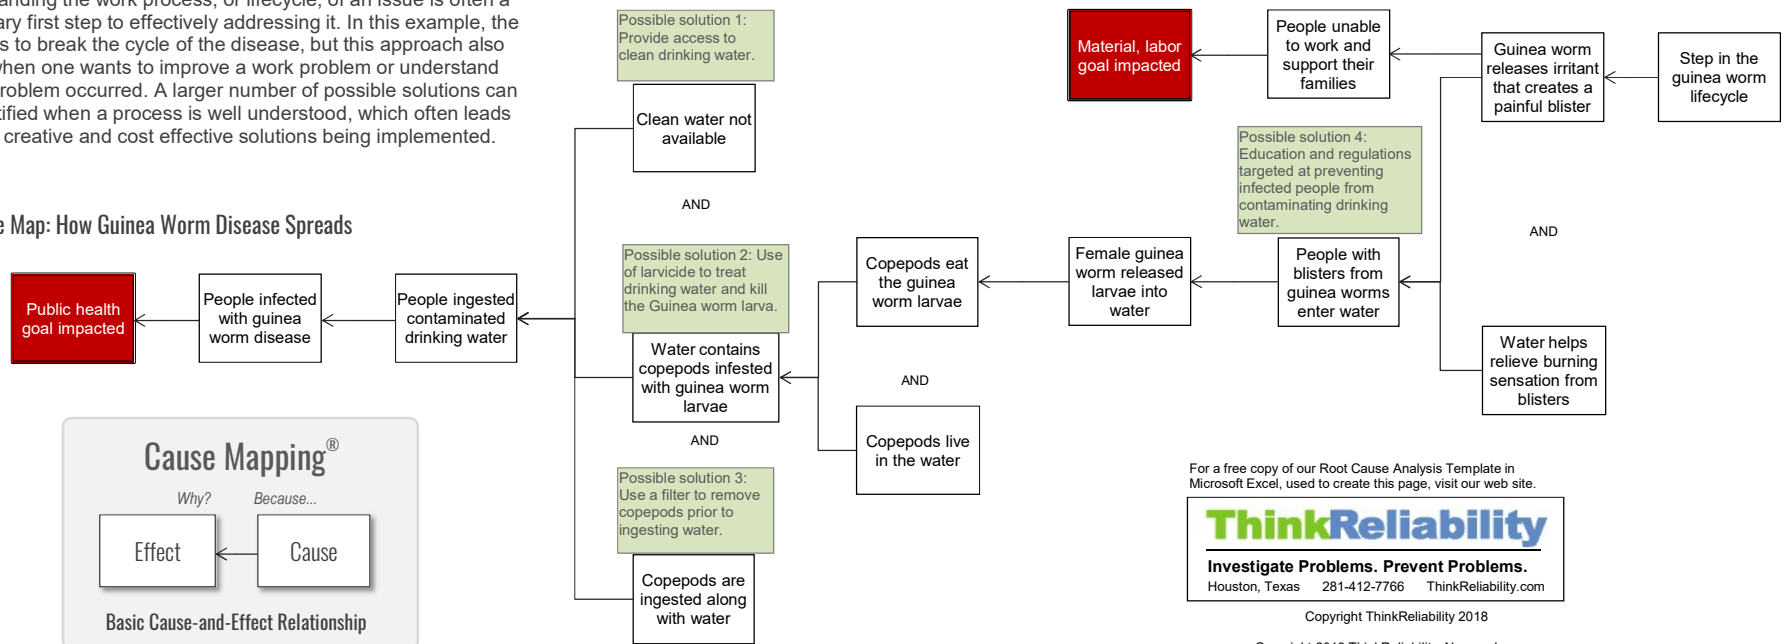 anding the work process, or lifecycle, of an issue is often a
ary first step to effectively addressing it. In this example, the
s to break the cycle of the disease, but this approach also
when one wants to improve a work problem or understand
roblem occurred. A larger number of possible solutions can
tified when a process is well understood, which often leads
creative and cost effective solutions being implemented.
e Map: How Guinea Worm Disease Spreads
Public health
goal impacted
People infected
with guinea
worm disease
People ingested
contaminated
drinking water
Possible solution 1:
Provide access to
clean drinking water.
Clean water not
available
AND
Possible solution 2: Use
of larvicide to treat
drinking water and kill
the Guinea worm larva.
Water contains
copepods infested
with guinea worm
larvae
AND
Possible solution 3:
Use a filter to remove
copepods prior to
ingesting water.
Copepods are
ingested along
with water
Copepods eat
the guinea
worm larvae
AND
Copepods live
in the water
Female guinea
worm released
larvae into
water
Possible solution 4:
Education and regulations
targeted at preventing
infected people from
contaminating drinking
water.
People with
blisters from
guinea worms
enter water
Material, labor
goal impacted
People unable
to work and
support their
families
Guinea worm
releases irritant
that creates a
painful blister
Step in the
guinea worm
lifecycle
AND
Water helps
relieve burning
sensation from
blisters
Cause Mapping®
Why? Because...
Effect Cause
Basic Cause-and-Effect Relationship
For a free copy of our Root Cause Analysis Template in
Microsoft Excel, used to create this page, visit our web site.
ThinkReliability
Investigate Problems. Prevent Problems.
Houston, Texas 281-412-7766 ThinkReliability.com
Copyright ThinkReliability 2018